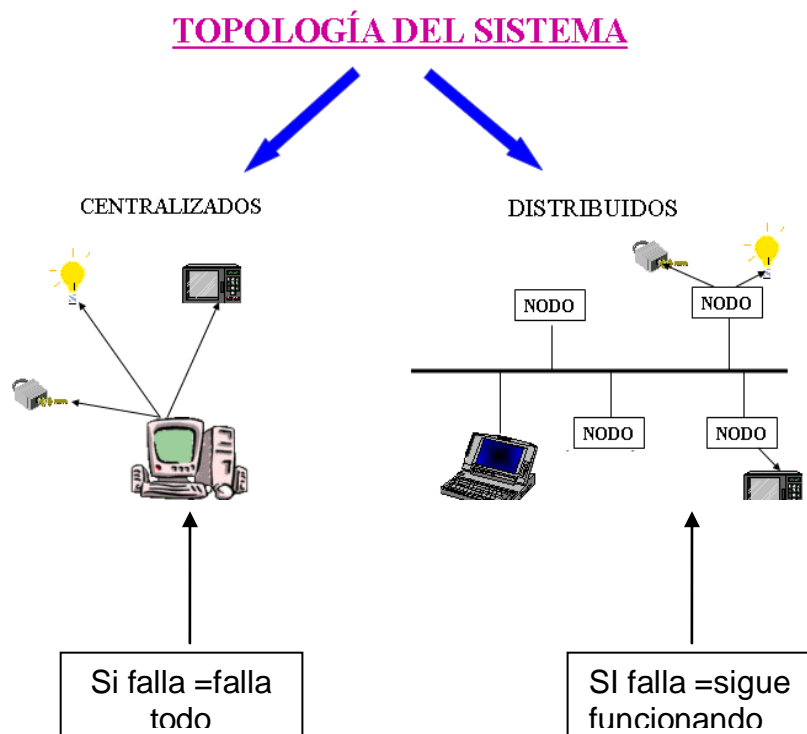 TOPOLOGÍA DEL SISTEMA
CENTRALIZADOS
DISTRIBUIDOS
NODO
NODO
NODO
NODO
Si falla =falla
todo
SI falla =sigue
funcionando